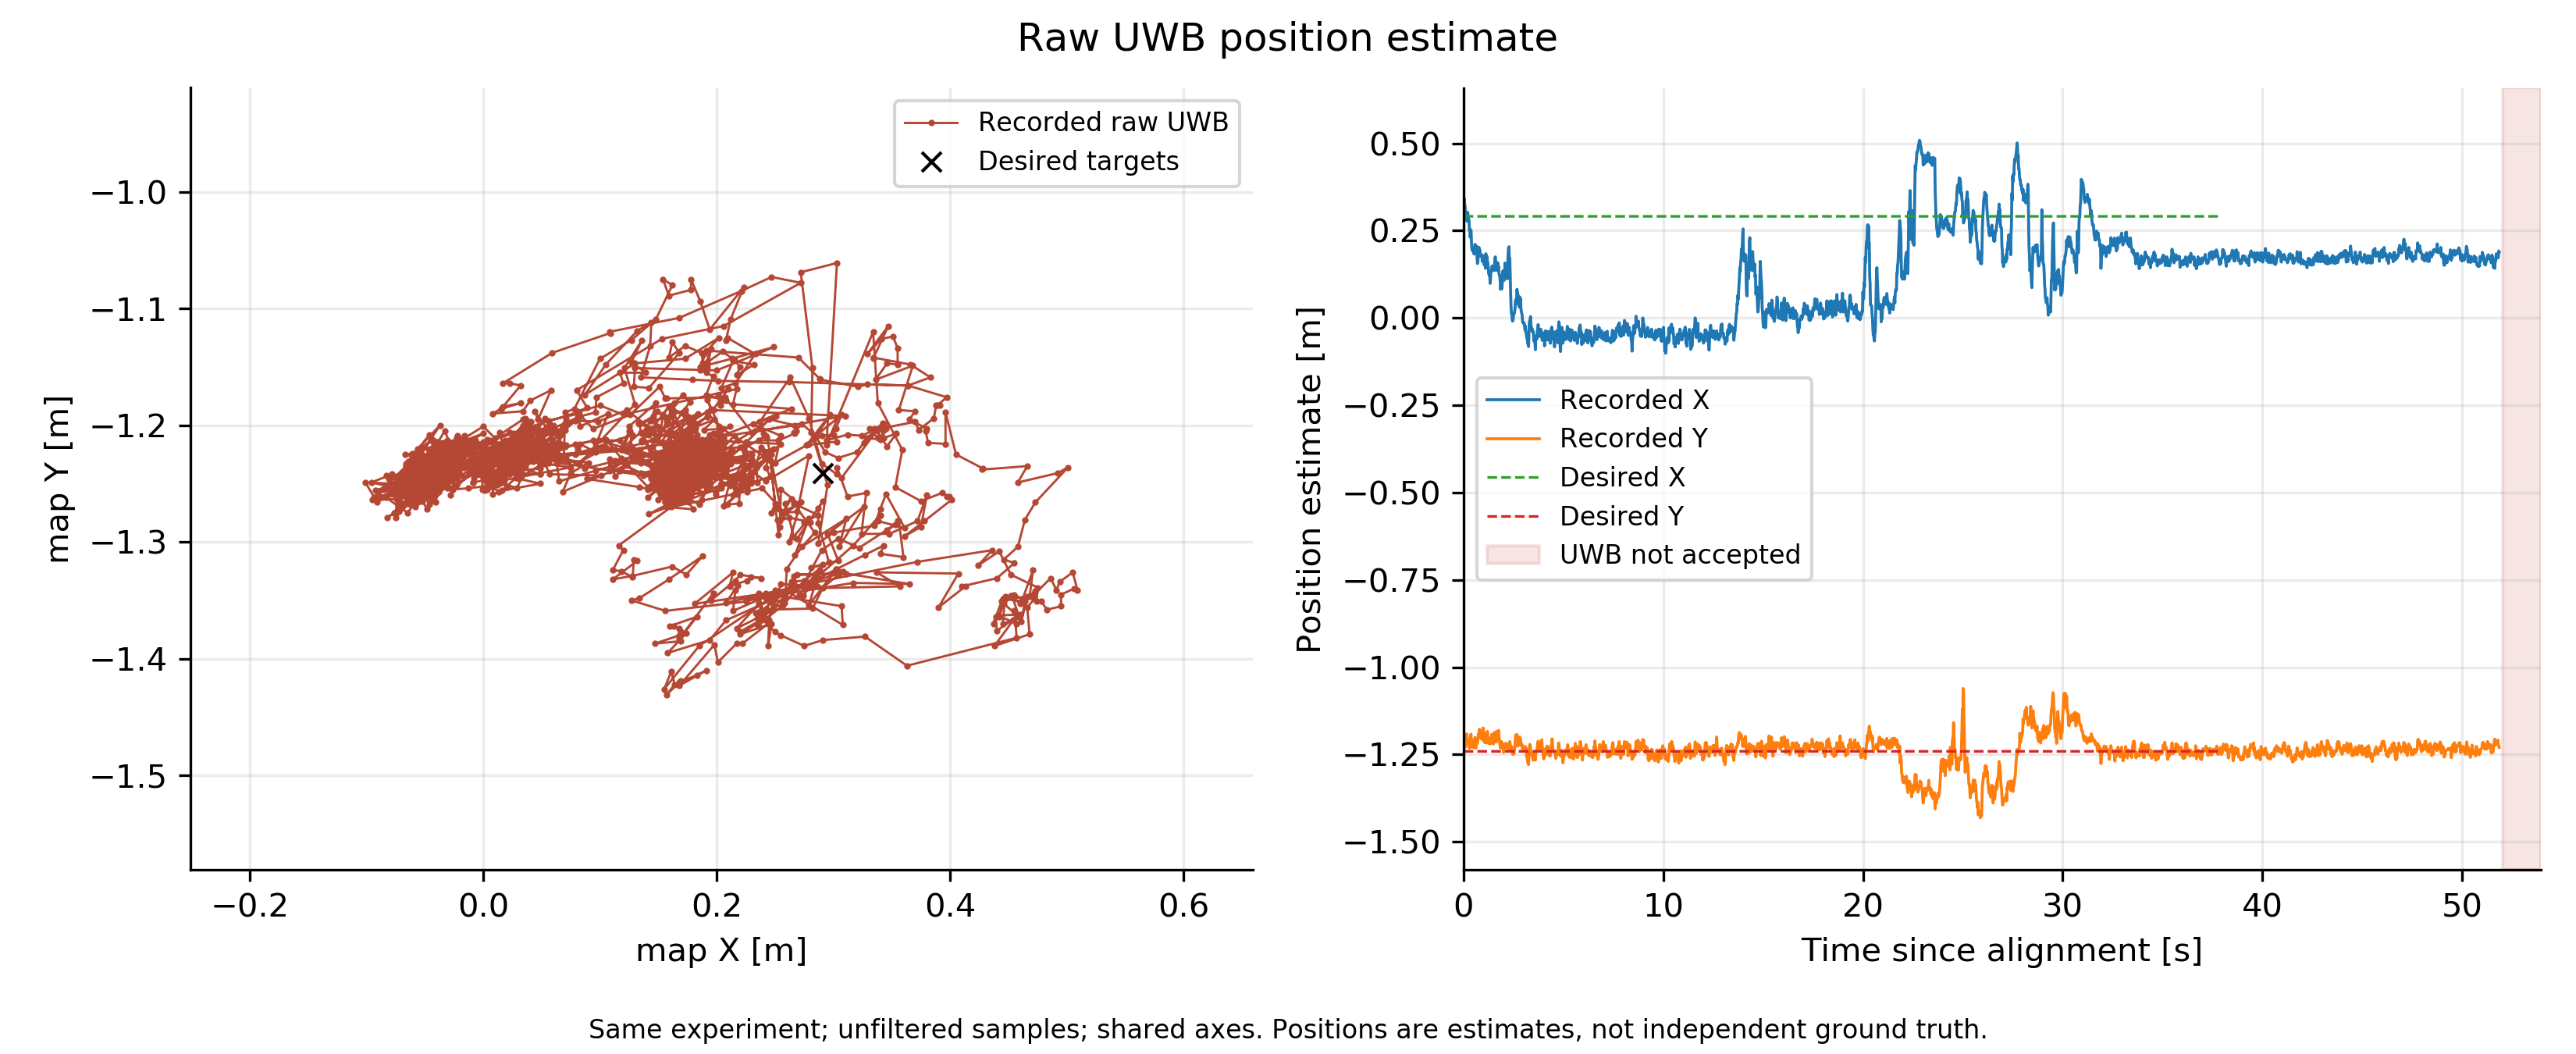 Raw UWB position estimate
Recorded raw UWB
Desired targets
−1.0
−1.1
−1.2
−1.3
−1.4
−1.5
map Y [m]
−0.2
0.0
0.2
0.4
0.6
map X [m]
0.50
0.25
0.00
−0.25
−0.50
−0.75
−1.00
−1.25
−1.50
Position estimate [m]
Recorded X
Recorded Y
Desired X
Desired Y
UWB not accepted
0
10
20
30
40
50
Time since alignment [s]
Same experiment; unfiltered samples; shared axes. Positions are estimates, not independent ground truth.